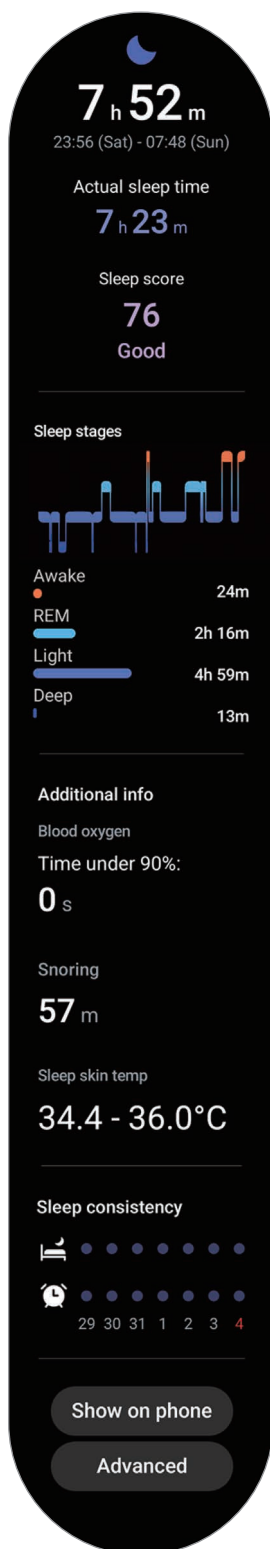 7 h 52 m
23:56 (Sat) - 07:48 (Sun)
Actual sleep time
7 h 23 m
Sleep score
76
Good
Sleep stages
Awake
24m
REM
2h 16m
Light
4h 59m
Deep
13m
Additional info
Blood oxygen
Time under 90%:
0 s
Snoring
57 m
Sleep skin temp
34.4 - 36.0°C
Sleep consistency
29 30 31 1 2 3 4
Show on phone
Advanced